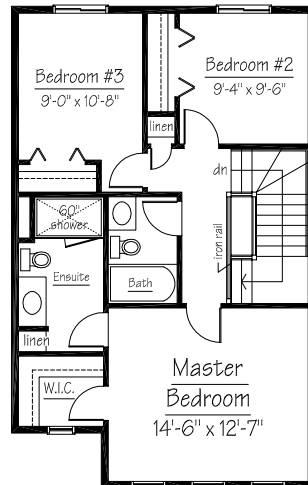 Bedroom #3
9'-0" x 10'-8"
Bedroom #2
9'-4" x 9'-6"
linen
dn
60"
shower
iron rail
Ensuite
Bath
linen
W.I.C.
Master
Bedroom
14'-6" x 12'-7"